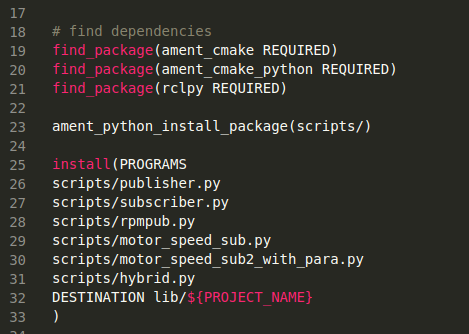 17
18 # find dependencies
19 find_package(ament_cmake REQUIRED)
20 find_package(ament_cmake_python REQUIRED)
21 find_package(rclpy REQUIRED)
22
23 ament_python_install_package(scripts/)
24
25 install(PROGRAMS
26 scripts/publisher.py
27 scripts/subscriber.py
28 scripts/rpmpub.py
29 scripts/motor_speed_sub.py
30 scripts/motor_speed_sub2_with_para.py
31 scripts/hybrid.py
32 DESTINATION lib/${PROJECT_NAME}
33 )